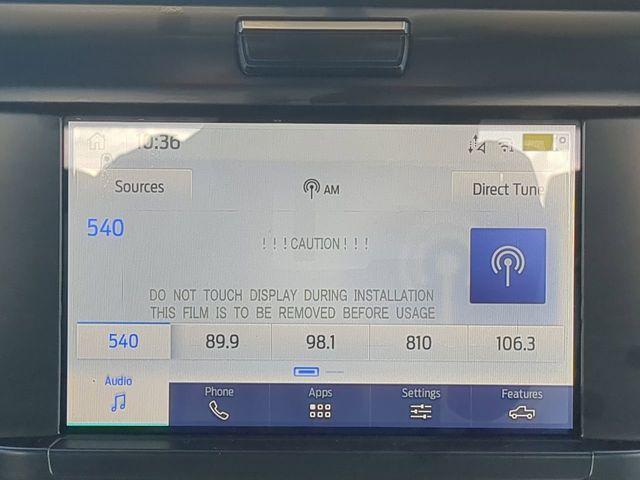 10:36
Sources
AM
Direct Tune
540
!!!CAUTION!!!
DO NOT TOUCH DISPLAY DURING INSTALLATION
THIS FILM IS TO BE REMOVED BEFORE USAGE
540 89.9 98.1 810 106.3
Audio Phone Apps Settings Features